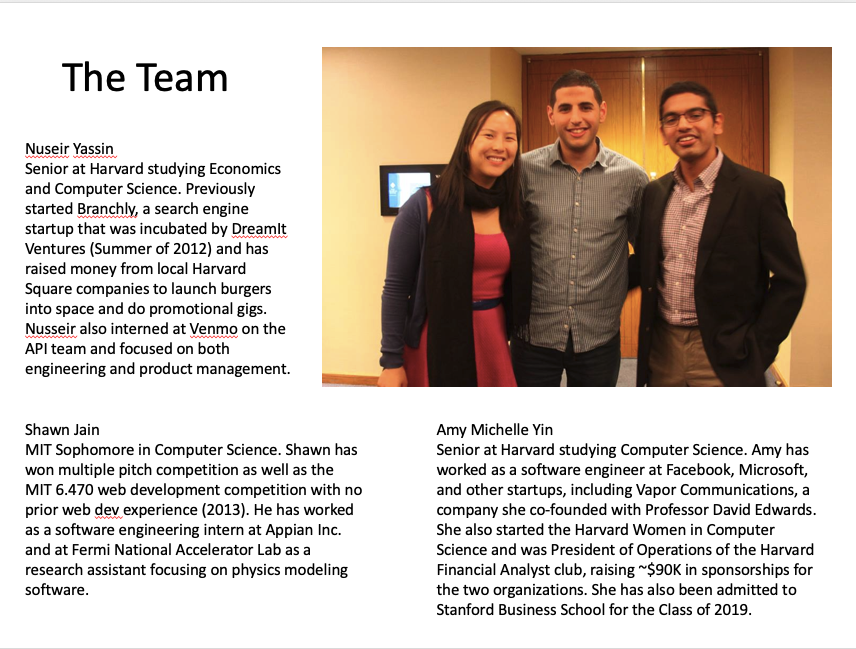 The Team
Nuseir Yassin
Senior at Harvard studying Economics
and Computer Science. Previously
started Branchly, a search engine
startup that was incubated by DreamIt
Ventures (Summer of 2012) and has
raised money from local Harvard
Square companies to launch burgers
into space and do promotional gigs.
Nusseir also interned at Venmo on the
API team and focused on both
engineering and product management.
Shawn Jain
MIT Sophomore in Computer Science. Shawn has
won multiple pitch competition as well as the
MIT 6.470 web development competition with no
prior web dev experience (2013). He has worked
as a software engineering intern at Appian Inc.
and at Fermi National Accelerator Lab as a
research assistant focusing on physics modeling
software.
Amy Michelle Yin
Senior at Harvard studying Computer Science. Amy has
worked as a software engineer at Facebook, Microsoft,
and other startups, including Vapor Communications, a
company she co-founded with Professor David Edwards.
She also started the Harvard Women in Computer
Science and was President of Operations of the Harvard
Financial Analyst club, raising ~$90K in sponsorships for
the two organizations. She has also been admitted to
Stanford Business School for the Class of 2019.